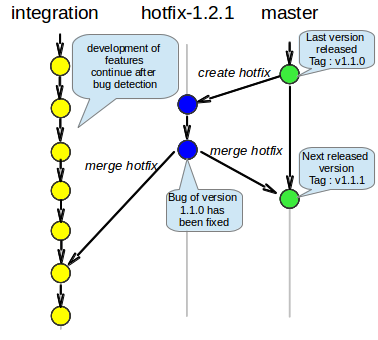 integration
hotfix-1.2.1
master
development of
features
continue after
bug detection
Last version
released
Tag : v1.1.0
create hotfix
merge hotfix
merge hotfix
Next released
version
Tag : v1.1.1
Bug of version
1.1.0 has
been fixed